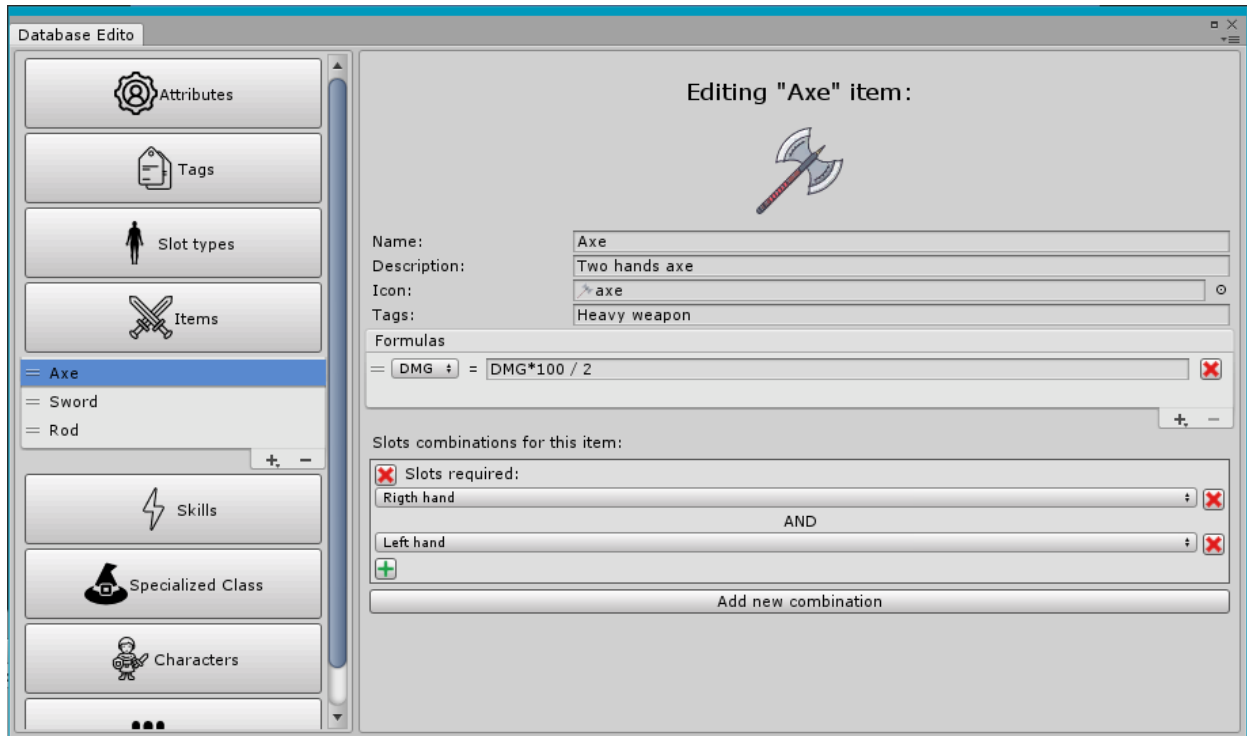 Database Edito
Attributes
Tags
Slot types
Items
= Axe
= Sword
= Rod
+ −
Skills
Specialized Class
Characters
Editing "Axe" item:
Name: Axe
Description: Two hands axe
Icon: axe
Tags: Heavy weapon
Formulas
= DMG = DMG*100 / 2
+ −
Slots combinations for this item:
Slots required:
Rigth hand
AND
Left hand
Add new combination